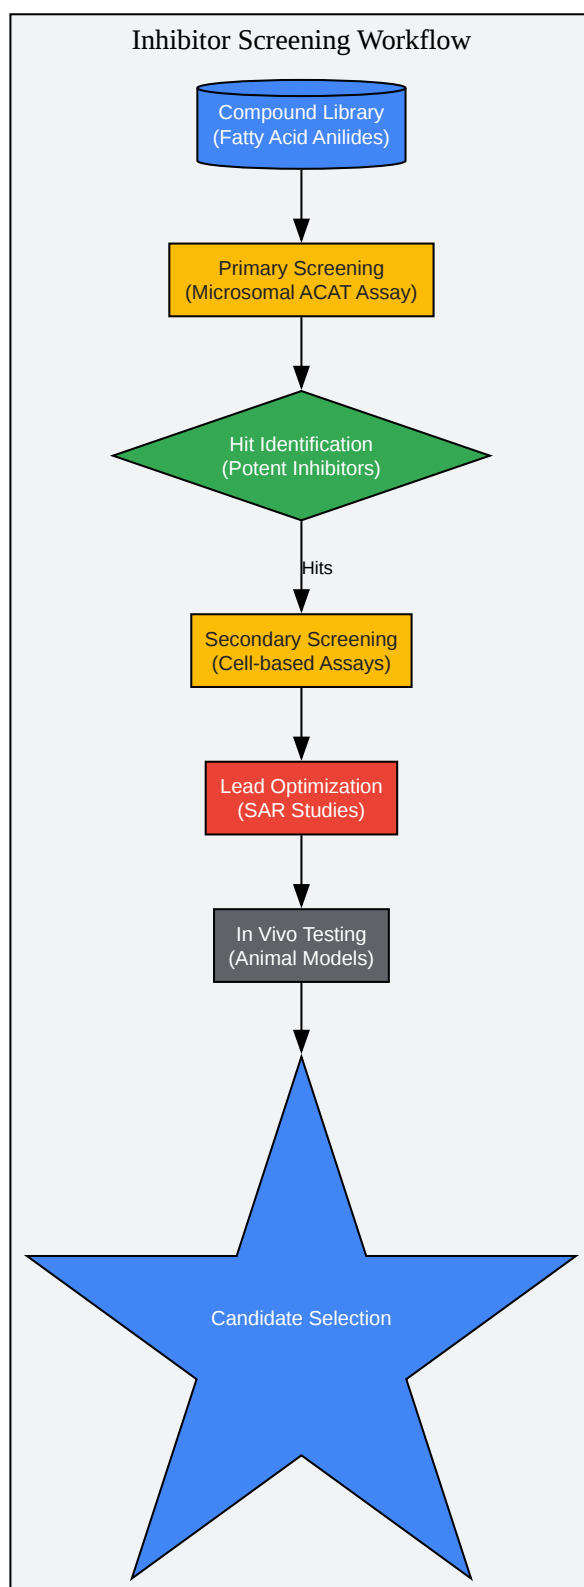 Inhibitor Screening Workflow
Compound Library
(Fatty Acid Anilides)
Primary Screening
(Microsomal ACAT Assay)
Hit Identification
(Potent Inhibitors)
Hits
Secondary Screening
(Cell-based Assays)
Lead Optimization
(SAR Studies)
In Vivo Testing
(Animal Models)
Candidate Selection